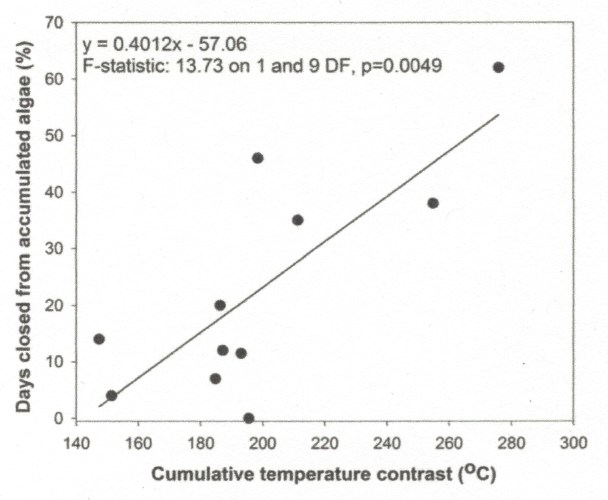 70
y = 0.4012x - 57.06
F-statistic: 13.73 on 1 and 9 DF, p=0.0049
60
50
40
30
20
10
0
Days closed from accumulated algae (%)
140 160 180 200 220 240 260 280 300
Cumulative temperature contrast (°C)